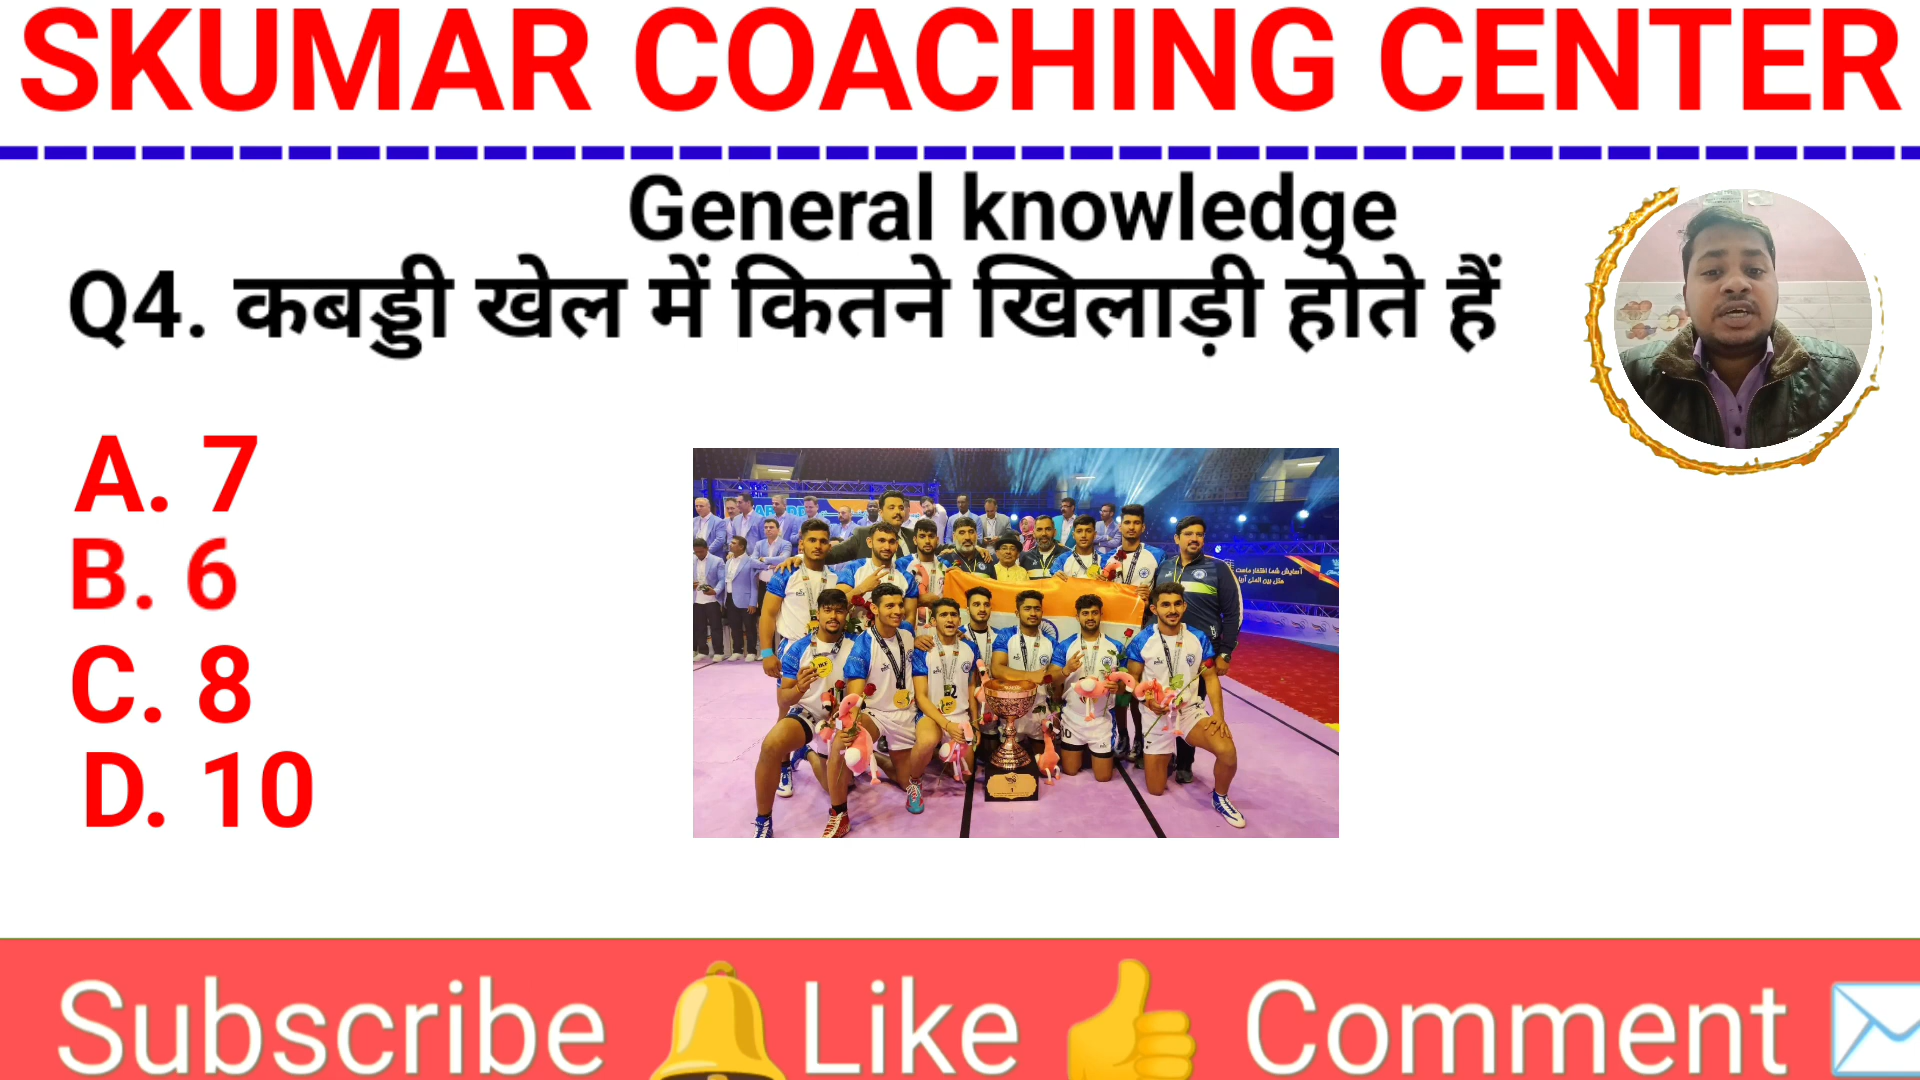 SKUMAR COACHING CENTER
General knowledge
Q4. कबड्डी खेल में कितने खिलाड़ी होते हैं
A. 7
B. 6
C. 8
D. 10
Subscribe 🔔 Like 👍 Comment ✉